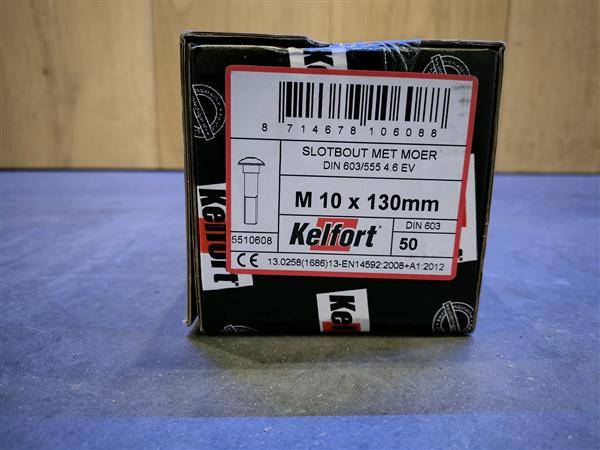 8 714678 106088
SLOTBOUT MET MOER
DIN 603/555 4.6 EV
M 10 x 130mm
5510608
Kelfort
DIN 603
50
CE 13.0258(1686)13-EN14592:2008+A1:2012
Kelfort
Kelfort